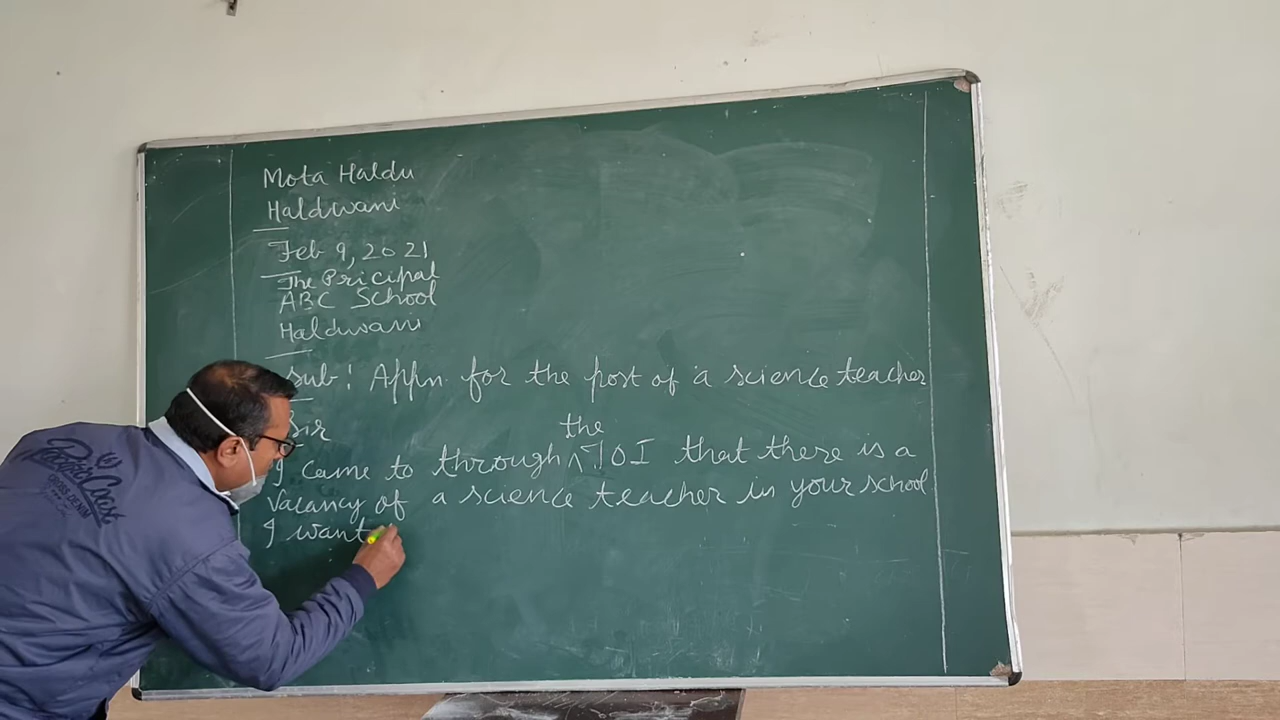 Mota Haldu
Haldwani
Feb 9, 2021
The Pricipal
ABC School
Haldwani
Sub: Appn. for the post of a science teacher
Sir
the
I came to through ^ TOI that there is a
vacancy of a science teacher in your school
I want